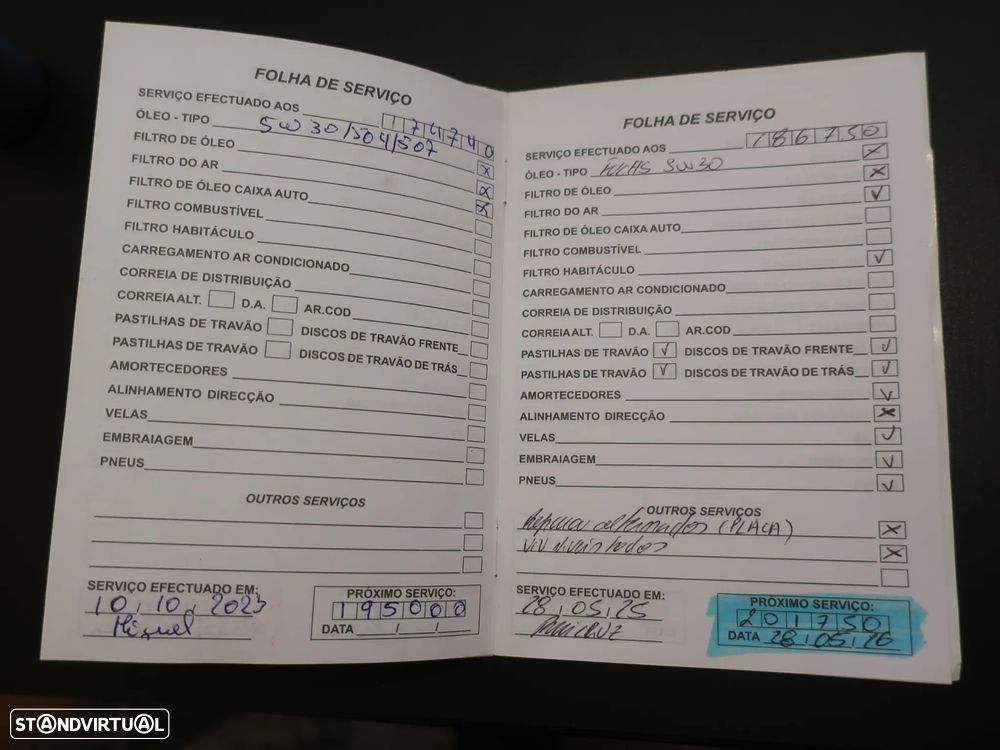 FOLHA DE SERVIÇO
SERVIÇO EFECTUADO AOS 174740
ÓLEO - TIPO 5W30/504/507
FILTRO DE ÓLEO
FILTRO DO AR
FILTRO DE ÓLEO CAIXA AUTO
FILTRO COMBUSTÍVEL
FILTRO HABITÁCULO
CARREGAMENTO AR CONDICIONADO
CORREIA DE DISTRIBUIÇÃO
CORREIA ALT. D.A. AR.COD
PASTILHAS DE TRAVÃO DISCOS DE TRAVÃO FRENTE
PASTILHAS DE TRAVÃO DISCOS DE TRAVÃO DE TRÁS
AMORTECEDORES
ALINHAMENTO DIRECÇÃO
VELAS
EMBRAIAGEM
PNEUS
OUTROS SERVIÇOS
SERVIÇO EFECTUADO EM:
10, 10, 2023
Miguel
PRÓXIMO SERVIÇO:
195000
DATA / /
FOLHA DE SERVIÇO
SERVIÇO EFECTUADO AOS 186750
ÓLEO - TIPO FUCHS 5W30
FILTRO DE ÓLEO
FILTRO DO AR
FILTRO DE ÓLEO CAIXA AUTO
FILTRO COMBUSTÍVEL
FILTRO HABITÁCULO
CARREGAMENTO AR CONDICIONADO
CORREIA DE DISTRIBUIÇÃO
CORREIA ALT. D.A. AR.COD
PASTILHAS DE TRAVÃO DISCOS DE TRAVÃO FRENTE
PASTILHAS DE TRAVÃO DISCOS DE TRAVÃO DE TRÁS
AMORTECEDORES
ALINHAMENTO DIRECÇÃO
VELAS
EMBRAIAGEM
PNEUS
OUTROS SERVIÇOS
(PLACA)
SERVIÇO EFECTUADO EM:
28, 05, 25
PRÓXIMO SERVIÇO:
201750
DATA 28, 05, 26
STANDVIRTUAL